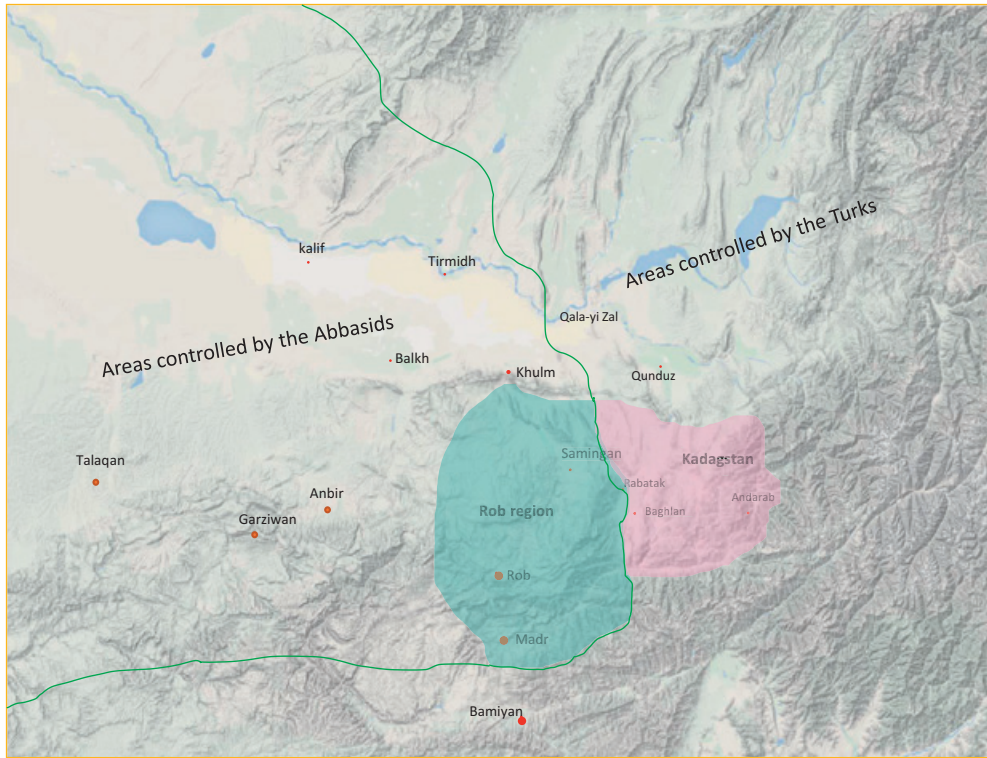 kalif
Tirmidh
Areas controlled by the Turks
Qala-yi Zal
Areas controlled by the Abbasids
Balkh
Khulm
Qunduz
Samingan
Kadagstan
Talaqan
Rabatak
Andarab
Anbir
Rob region
Baghlan
Garziwan
Rob
Madr
Bamiyan